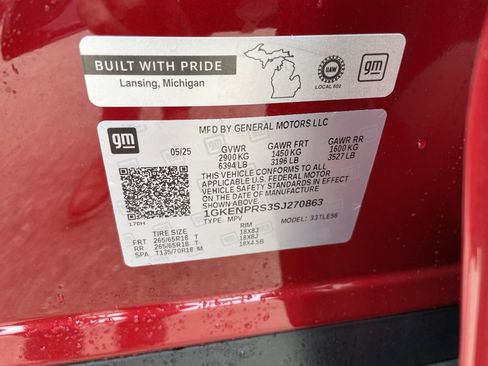 BUILT WITH PRIDE
Lansing, Michigan
UAW
LOCAL 602
gm
gm
MFD BY GENERAL MOTORS LLC
05/25 GVWR GAWR FRT GAWR RR
2900 KG 1450 KG 1600 KG
6394 LB 3196 LB 3527 LB
THIS VEHICLE CONFORMS TO ALL
APPLICABLE U.S. FEDERAL MOTOR
VEHICLE SAFETY STANDARDS IN EFFECT
ON THE DATE OF MANUFACTURE
SHOWN ABOVE.
1GKENPRS3SJ270863
TYPE: MPV MODEL: 33TLE56
170H
TIRE SIZE RIM
FRT 265/65R18 T 18X8J
RR 265/65R18 T 18X8J
SPA T135/70R18 M 18X4.5B